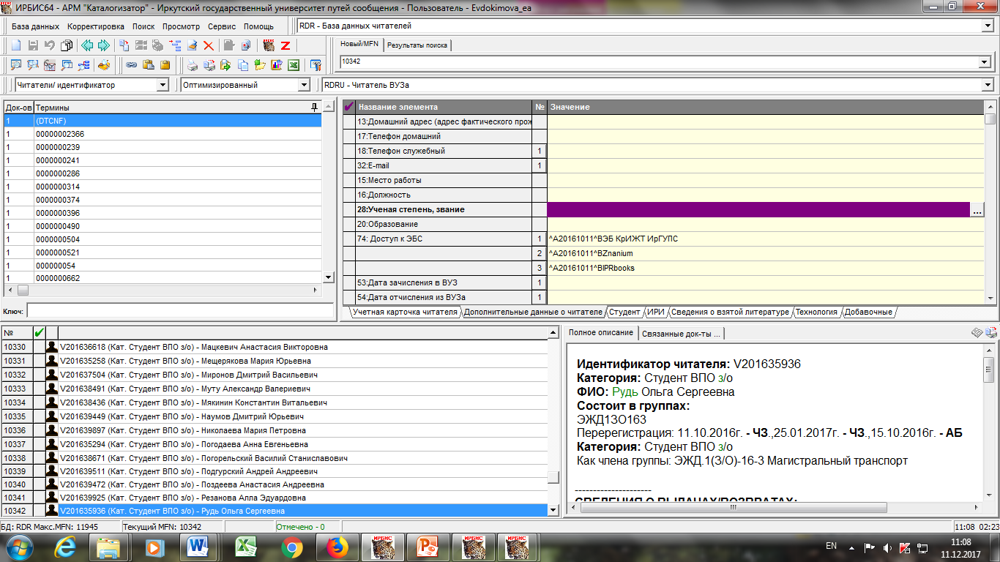 ИРБИС64 - АРМ "Каталогизатор" - Иркутский государственный университет путей сообщения - Пользователь - Evdokimova_ea
База данных Корректировка Поиск Просмотр Сервис Помощь
RDR - База данных читателей
Новый/MFN Результаты поиска
10342
Читатели/ идентификатор Оптимизированный RDRU - Читатель ВУЗа
Док-ов Термины
1 (DTCNF)
1 00000002366
1 0000000239
1 0000000241
1 0000000286
1 0000000314
1 0000000374
1 0000000396
1 0000000490
1 0000000504
1 0000000521
1 000000054
1 0000000662
Ключ:
Название элемента № Значение
13:Домашний адрес (адрес фактического прож
17:Телефон домашний
18:Телефон служебный 1
32:E-mail 1
15:Место работы
16:Должность
28:Ученая степень, звание ...
20:Образование
74: Доступ к ЭБС 1 ^A20161011^BЭБ КрИЖТ ИрГУПС
2 ^A20161011^BZnanium
3 ^A20161011^BIPRbooks
53:Дата зачисления в ВУЗ 1
54:Дата отчисления из ВУЗа 1
Учетная карточка читателя Дополнительные данные о читателе Студент ИРИ Сведения о взятой литературе Технология Добавочные
№
10330 V201636618 (Кат. Студент ВПО з/о) - Мацкевич Анастасия Викторовна
10331 V201635258 (Кат. Студент ВПО з/о) - Мещерякова Мария Юрьевна
10332 V201637504 (Кат. Студент ВПО з/о) - Миронов Дмитрий Васильевич
10333 V201638491 (Кат. Студент ВПО з/о) - Муту Александр Валериевич
10334 V201638436 (Кат. Студент ВПО з/о) - Мякинин Константин Витальевич
10335 V201639449 (Кат. Студент ВПО з/о) - Наумов Дмитрий Юрьевич
10336 V201639897 (Кат. Студент ВПО з/о) - Николаева Мария Петровна
10337 V201635294 (Кат. Студент ВПО з/о) - Погодаева Анна Евгеньевна
10338 V201638671 (Кат. Студент ВПО з/о) - Погорельский Василий Станиславович
10339 V201639511 (Кат. Студент ВПО з/о) - Подгурский Андрей Андреевич
10340 V201639472 (Кат. Студент ВПО з/о) - Поздеева Анастасия Андреевна
10341 V201639925 (Кат. Студент ВПО з/о) - Резанова Алла Эдуардовна
10342 V201635936 (Кат. Студент ВПО з/о) - Рудь Ольга Сергеевна
Полное описание Связанные док-ты ...
Идентификатор читателя: V201635936
Категория: Студент ВПО з/о
ФИО: Рудь Ольга Сергеевна
Состоит в группах:
ЭЖД1ЗО163
Перерегистрация: 11.10.2016г. - ЧЗ.,25.01.2017г. - ЧЗ.,15.10.2016г. - АБ
Категория: Студент ВПО з/о
Как члена группы: ЭЖД.1(З/О)-16-3 Магистральный транспорт
---------------------
СВЕДЕНИЯ О ВЫДАЧАХ/ВОЗВРАТАХ:
БД: RDR Макс.MFN: 11945 Текущий MFN: 10342 Отмечено - 0 11:08 02:23
EN 11:08
11.12.2017